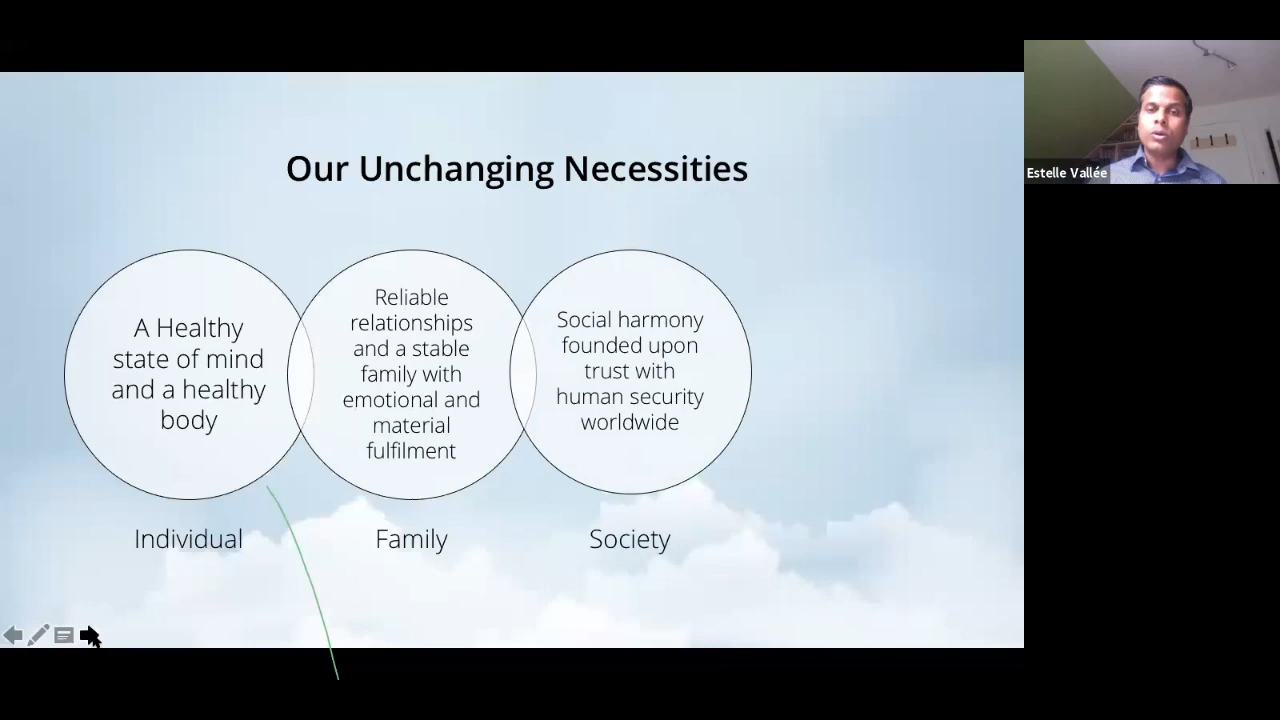 Our Unchanging Necessities
A Healthy
state of mind
and a healthy
body
Reliable
relationships
and a stable
family with
emotional and
material
fulfilment
Social harmony
founded upon
trust with
human security
worldwide
Individual
Family
Society
Estelle Vallée